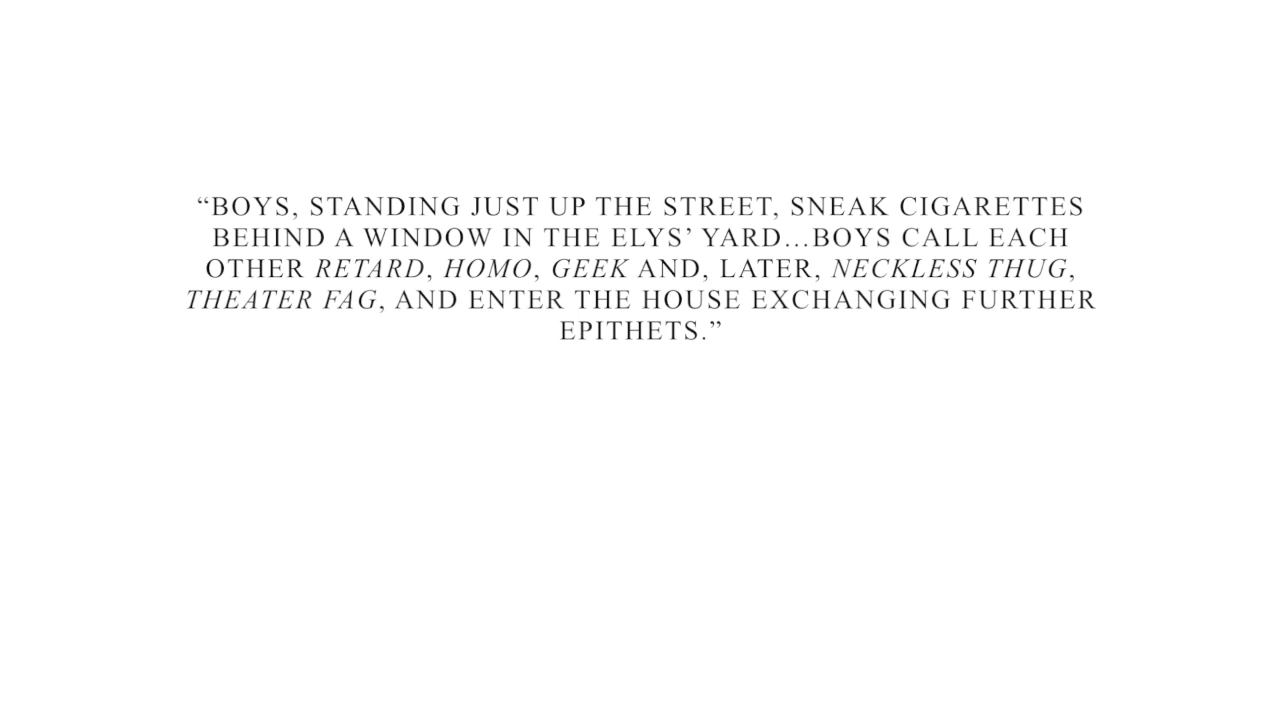 “BOYS, STANDING JUST UP THE STREET, SNEAK CIGARETTES
BEHIND A WINDOW IN THE ELYS’ YARD…BOYS CALL EACH
OTHER RETARD, HOMO, GEEK AND, LATER, NECKLESS THUG,
THEATER FAG, AND ENTER THE HOUSE EXCHANGING FURTHER
EPITHETS.”